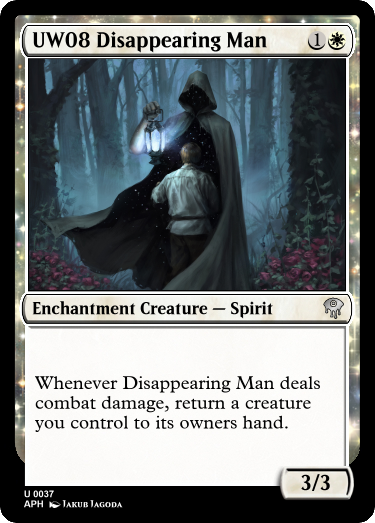 UW08 Disappearing Man 1
Enchantment Creature — Spirit
Whenever Disappearing Man deals
combat damage, return a creature
you control to its owners hand.
3/3
U 0037
APH Jakub Jagoda